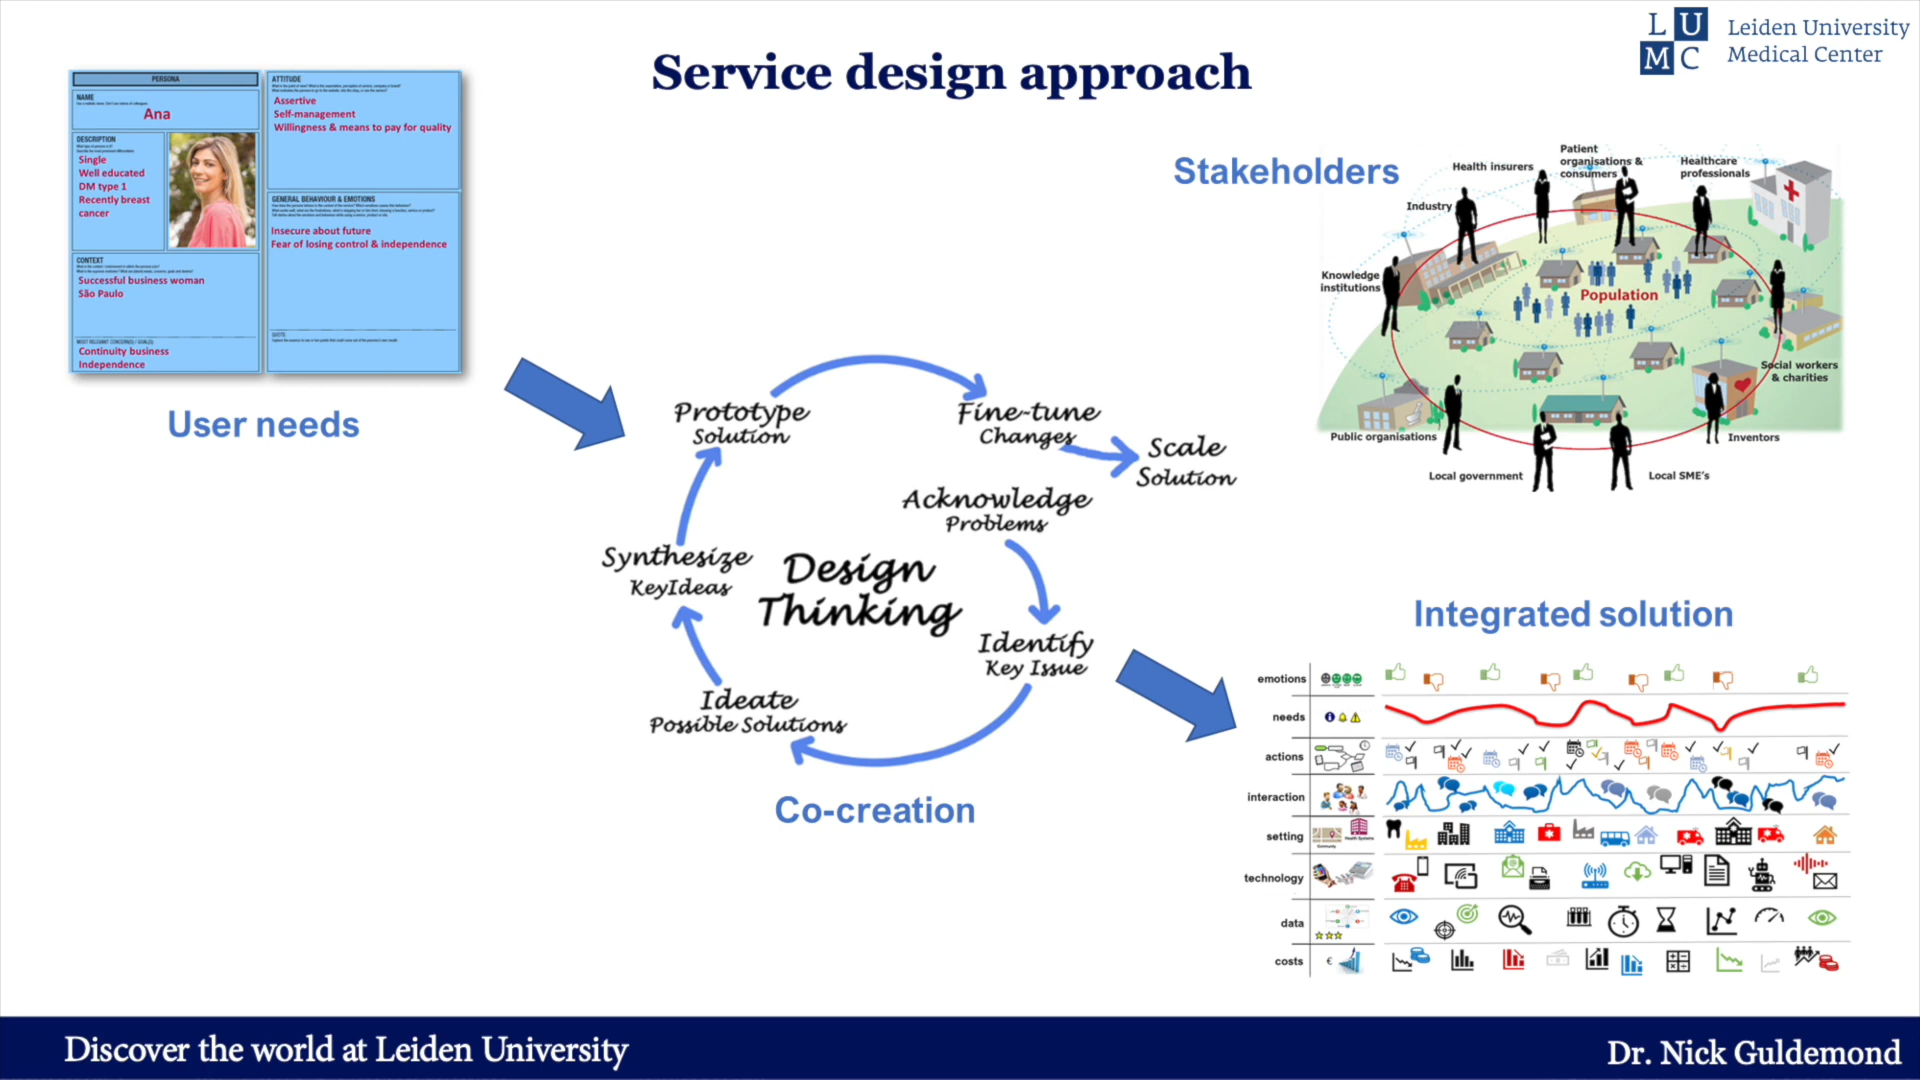 L U
M C
Leiden University
Medical Center
Service design approach
PERSONA
NAME
Ana
DESCRIPTION
Single
Well educated
DM type 1
Recently breast
cancer
CONTEXT
Successful business woman
São Paulo
MOST RELEVANT CONCERN(S) / GOAL(S)
Continuity business
Independence
ATTITUDE
Assertive
Self-management
Willingness & means to pay for quality
GENERAL BEHAVIOUR & EMOTIONS
Insecure about future
Fear of losing control & independence
User needs
Stakeholders
Health insurers
Patient
organisations &
consumers
Healthcare
professionals
Industry
Knowledge
institutions
Population
Social workers
& charities
Public organisations
Inventors
Local government
Local SME's
Prototype
Solution
Fine-tune
Changes
Scale
Solution
Acknowledge
Problems
Synthesize
KeyIdeas
Design
Thinking
Identify
Key Issue
Ideate
Possible Solutions
Co-creation
Integrated solution
emotions
needs
actions
interaction
setting
technology
data
costs
Discover the world at Leiden University
Dr. Nick Guldemond